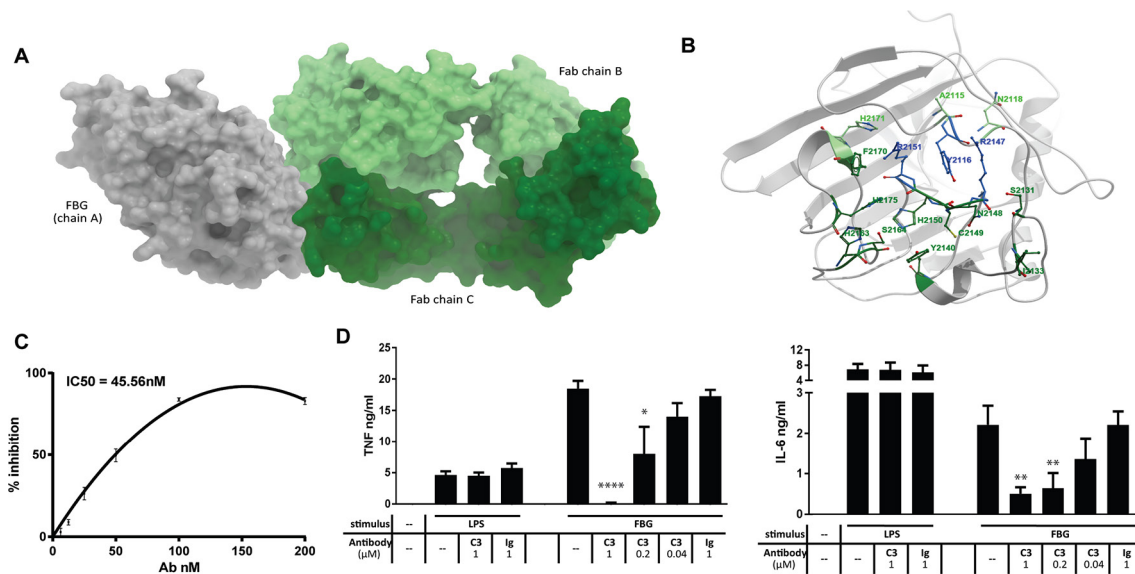 A
Fab chain B
FBG
(chain A)
Fab chain C
B
A2115
N2118
H2171
R2147
F2170
R2151
Y2116
S2131
N2175
N2148
H2150
H2163
S2164
C2149
Y2140
I2133
C
IC50 = 45.56nM
% inhibition
100
50
0
0 50 100 150 200
Ab nM
D
TNF ng/ml
25
20
15
10
5
0
*
****
stimulus -- LPS FBG
Antibody -- -- C3 Ig -- C3 C3 C3 Ig
(μM) 1 1 1 0.2 0.04 1
IL-6 ng/ml
12
8
4
3
2
1
0
** **
stimulus -- LPS FBG
Antibody -- -- C3 Ig -- C3 C3 C3 Ig
(μM) 1 1 1 0.2 0.04 1